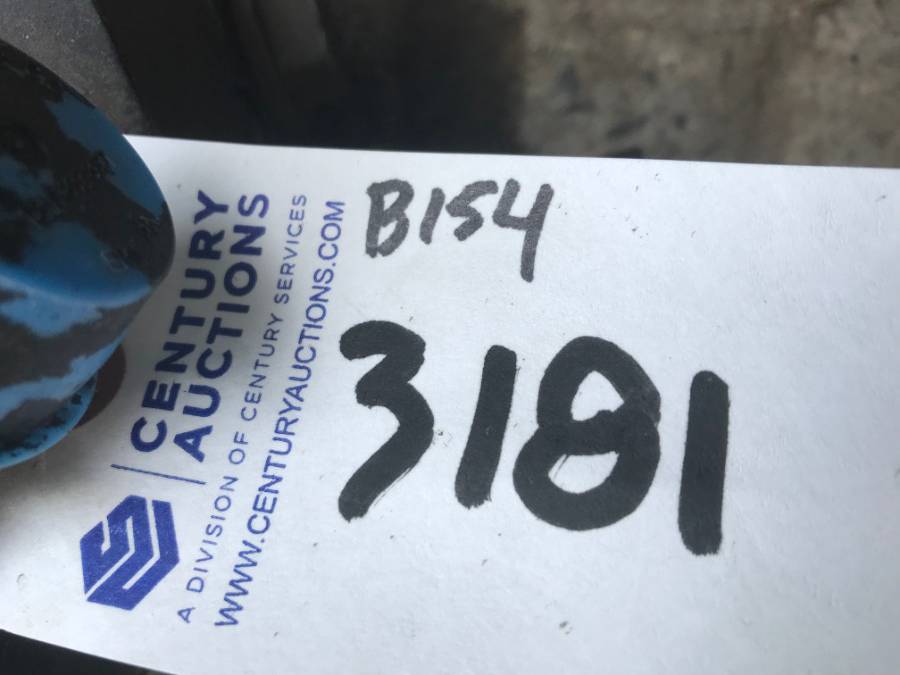 CENTURY
AUCTIONS
A DIVISION OF CENTURY SERVICES
WWW.CENTURYAUCTIONS.COM
B154
3181